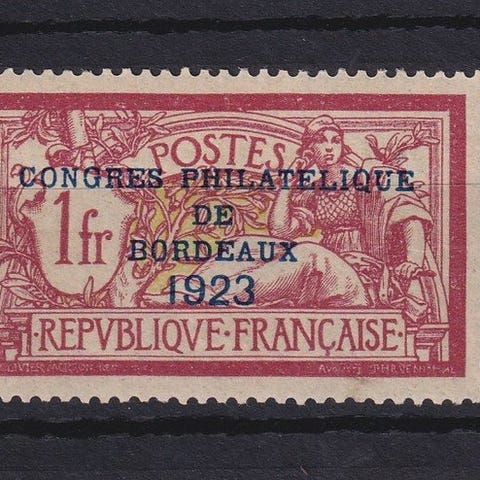 POSTES
CONGRES PHILATELIQUE
DE
1fr
BORDEAUX
1923
·REPVBLIQVE·FRANÇAISE·